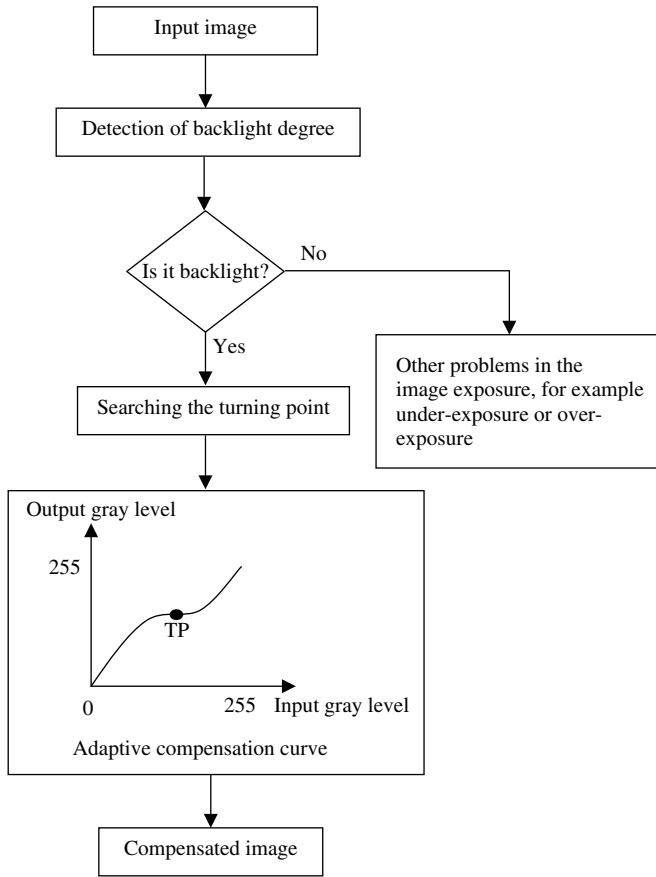 Input image
Detection of backlight degree
Is it backlight?
No
Yes
Other problems in the
image exposure, for example
under-exposure or over-
exposure
Searching the turning point
Output gray level
255
TP
0
255
Input gray level
Adaptive compensation curve
Compensated image